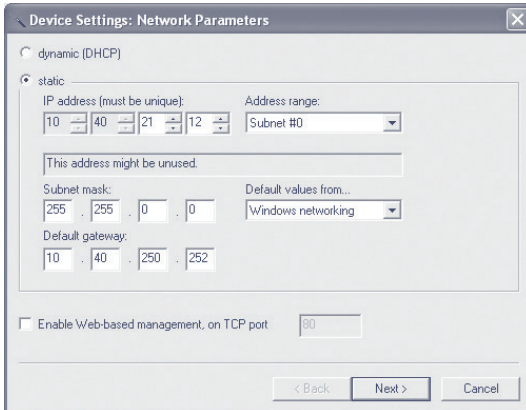 Device Settings: Network Parameters
dynamic (DHCP)
static
IP address (must be unique): Address range:
10 40 21 12 Subnet #0
This address might be unused.
Subnet mask: Default values from...
255 . 255 . 0 . 0 Windows networking
Default gateway:
10 . 40 . 250 . 252
Enable Web-based management, on TCP port 80
< Back Next > Cancel